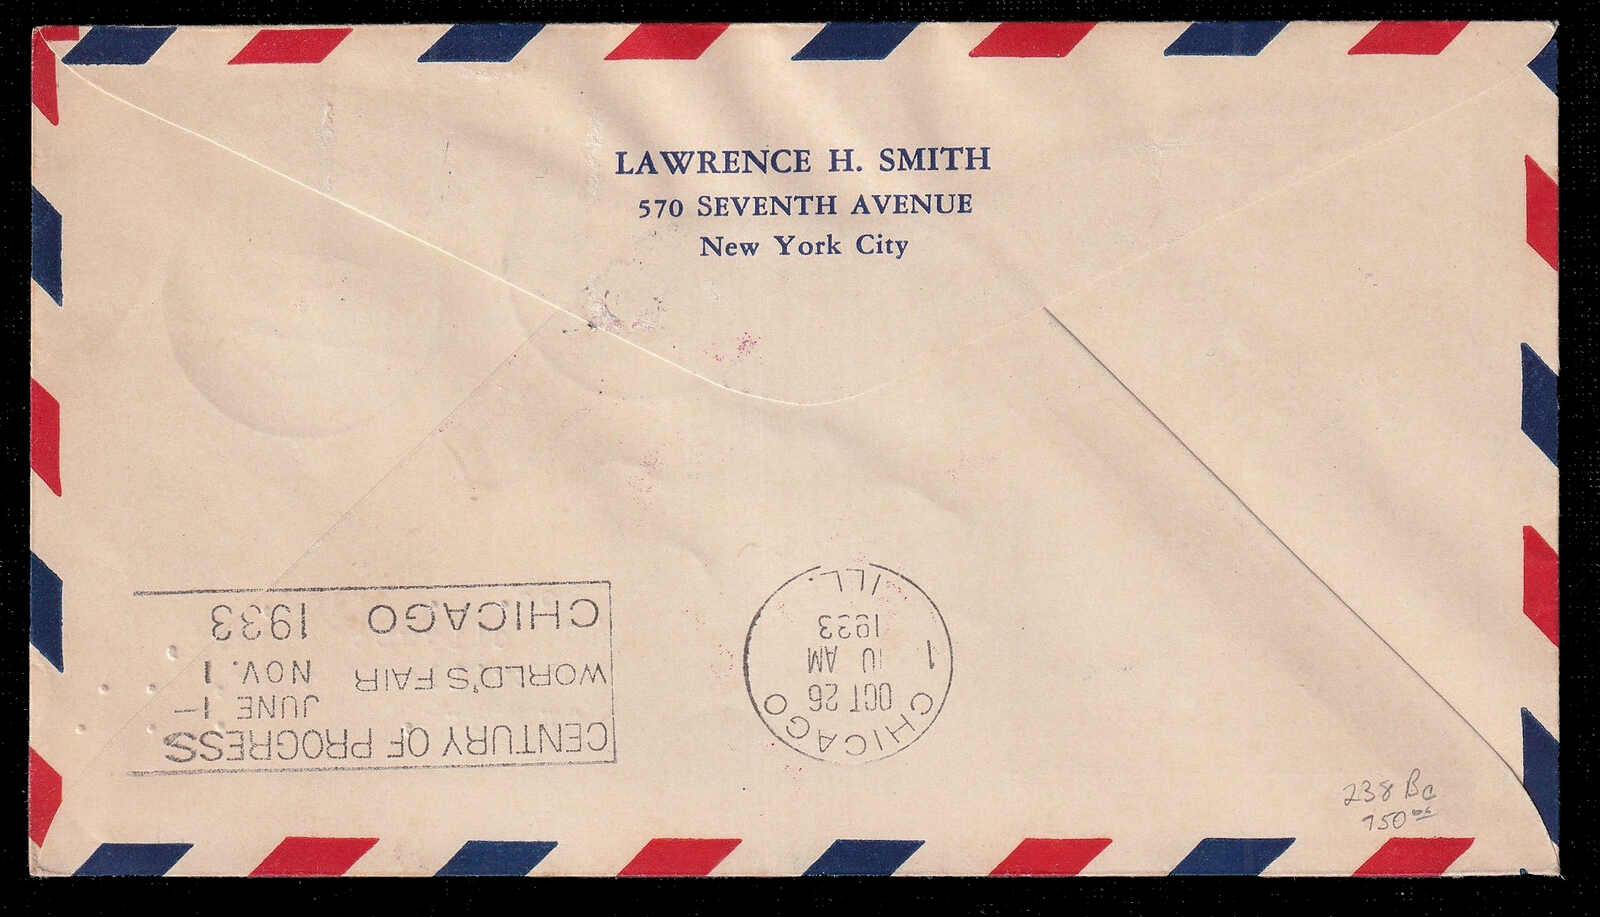 LAWRENCE H. SMITH
570 SEVENTH AVENUE
New York City
CENTURY OF PROGRESS
JUNE 1-
WORLD'S FAIR NOV. 1
CHICAGO 1933
CHICAGO 1
OCT 26
10 AM
1933
ILL.
238 Bc